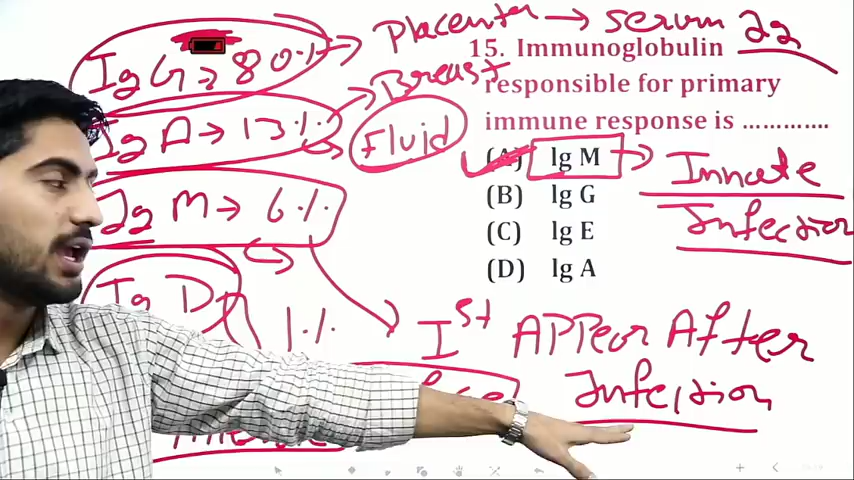 Placenta → Serum Ig
Ig G → 80%
Breast
Ig A → 13%
Fluid
Ig M → 6%
Ig D
1%
15. Immunoglobulin
responsible for primary
immune response is ..............
(A) Ig M → Innate
Infection
(B) Ig G
(C) Ig E
(D) Ig A
Ist Appear After
Infection